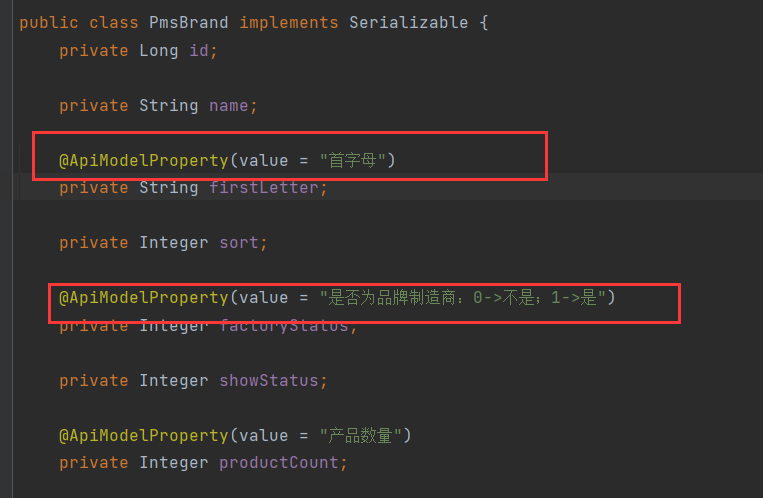 public class PmsBrand implements Serializable {
private Long id;
private String name;
@ApiModelProperty(value = "首字母")
private String firstLetter;
private Integer sort;
@ApiModelProperty(value = "是否为品牌制造商：0->不是；1->是")
private Integer factoryStatus;
private Integer showStatus;
@ApiModelProperty(value = "产品数量")
private Integer productCount;